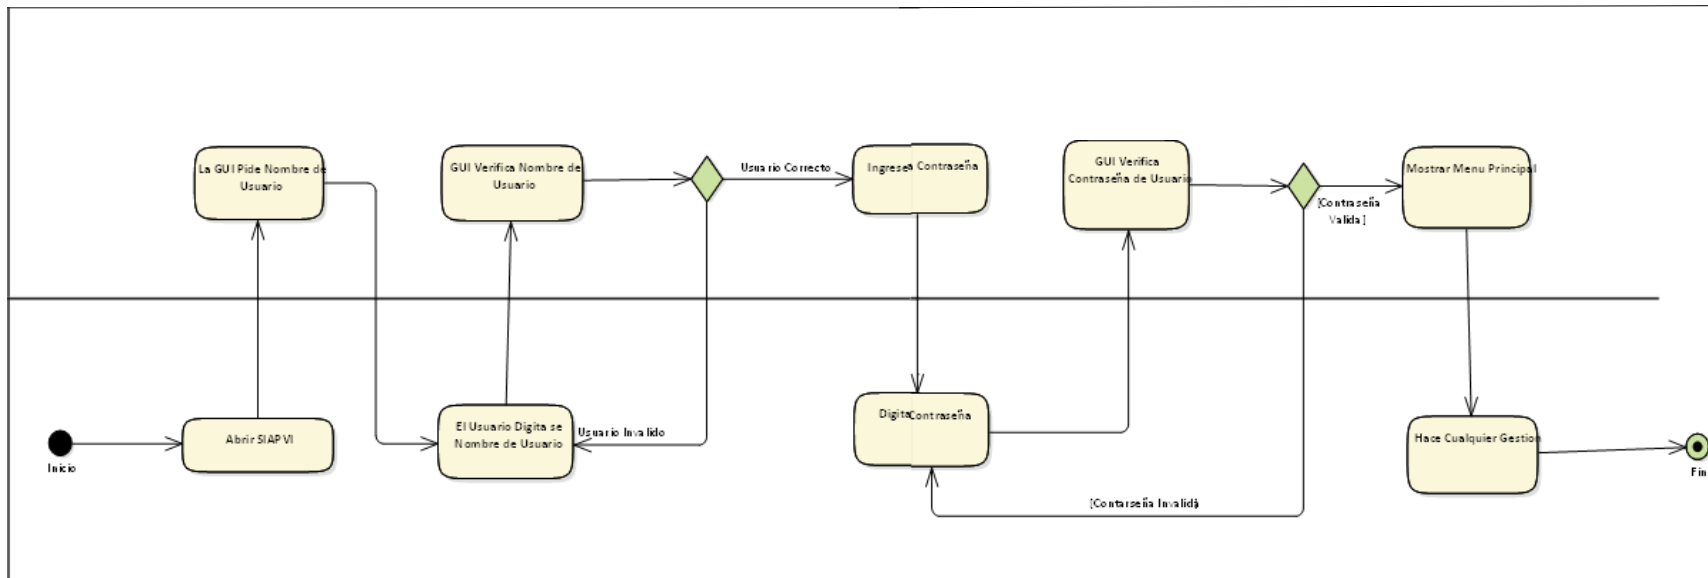 La GUI Pide Nombre de
Usuario
GUI Verifica Nombre de
Usuario
Usuario Correcto
Ingrese a Contraseña
GUI Verifica
Contraseña de Usuario
[Contraseña
Valida ]
Mostrar Menu Principal
Inicio
Abrir SIAPVI
El Usuario Digita se
Nombre de Usuario
Usuario Invalido
Digita Contraseña
[Contarseña Invalida]
Hace Cualquier Gestion
Fin